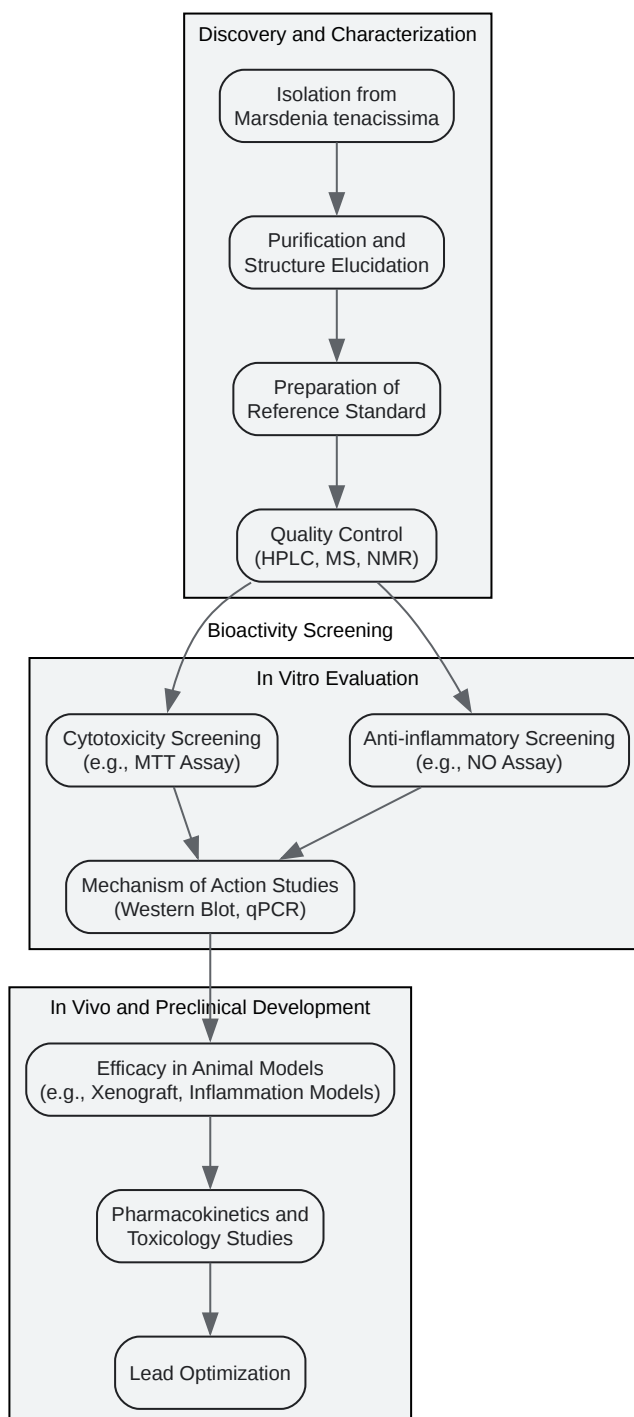 Discovery and Characterization
Isolation from
Marsdenia tenacissima
Purification and
Structure Elucidation
Preparation of
Reference Standard
Quality Control
(HPLC, MS, NMR)
Bioactivity Screening
In Vitro Evaluation
Cytotoxicity Screening
(e.g., MTT Assay)
Anti-inflammatory Screening
(e.g., NO Assay)
Mechanism of Action Studies
(Western Blot, qPCR)
In Vivo and Preclinical Development
Efficacy in Animal Models
(e.g., Xenograft, Inflammation Models)
Pharmacokinetics and
Toxicology Studies
Lead Optimization